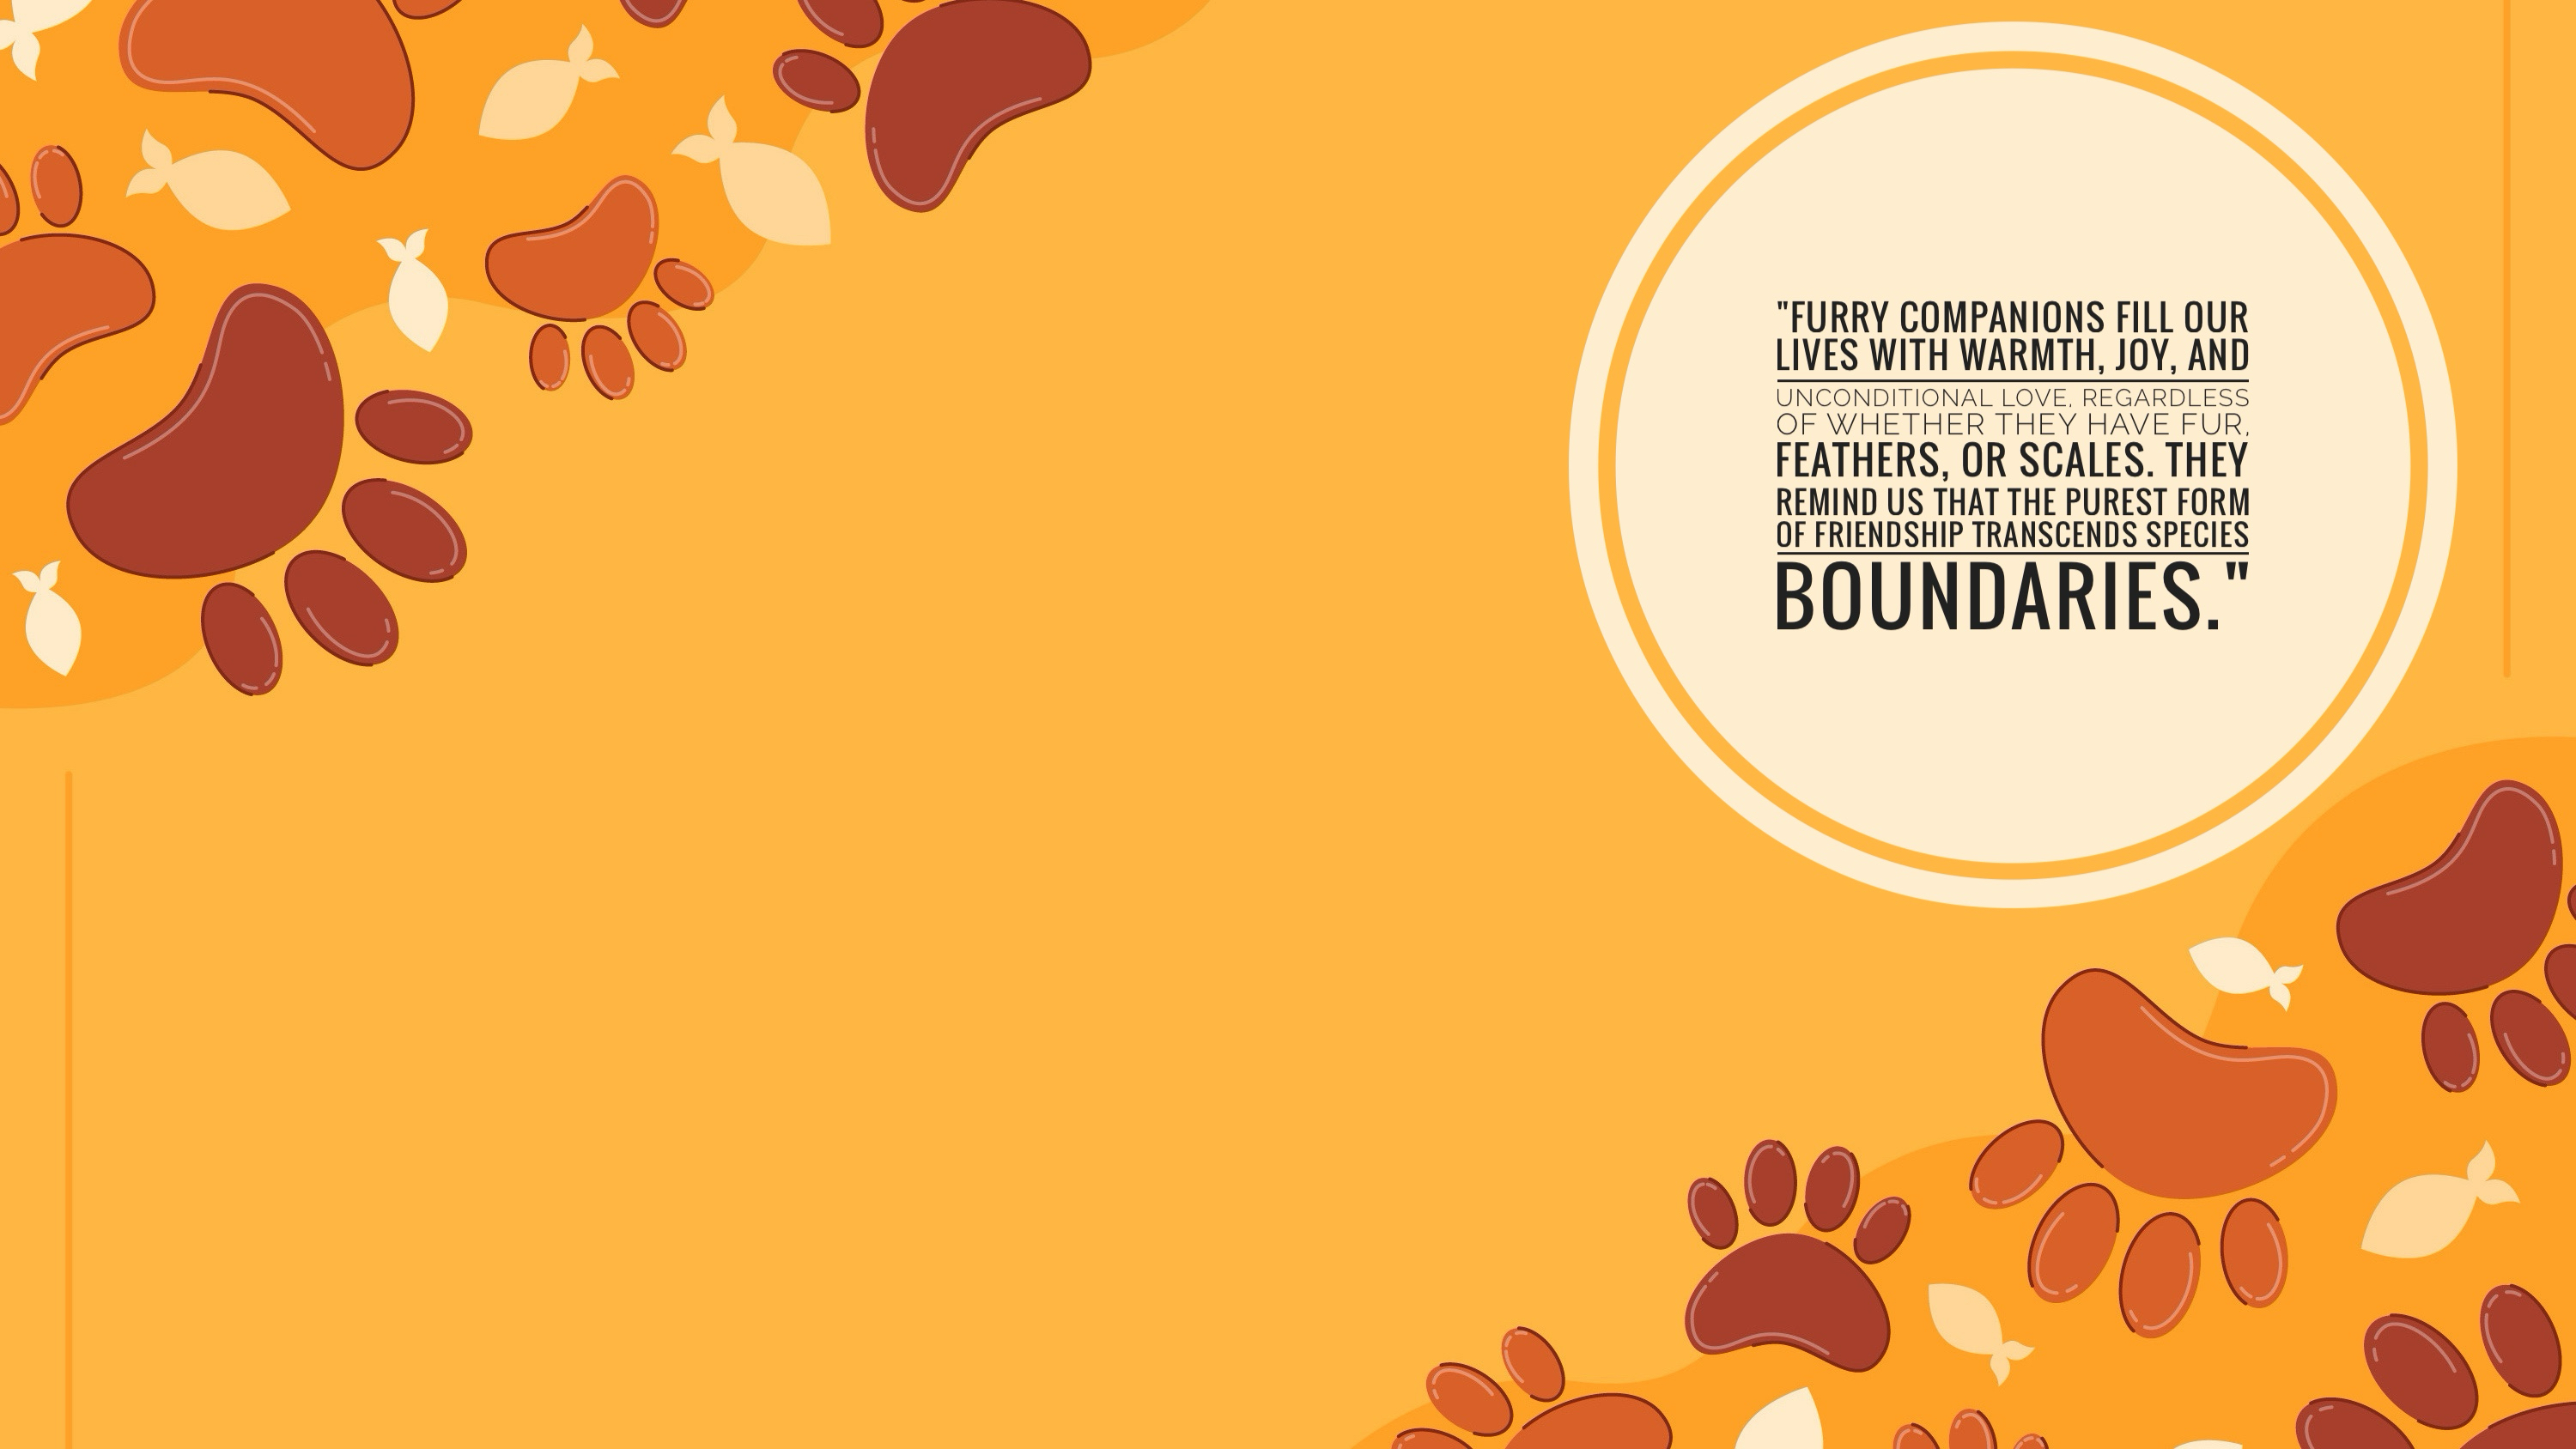 "FURRY COMPANIONS FILL OUR
LIVES WITH WARMTH, JOY, AND
UNCONDITIONAL LOVE, REGARDLESS
OF WHETHER THEY HAVE FUR,
FEATHERS, OR SCALES. THEY
REMIND US THAT THE PUREST FORM
OF FRIENDSHIP TRANSCENDS SPECIES
BOUNDARIES."